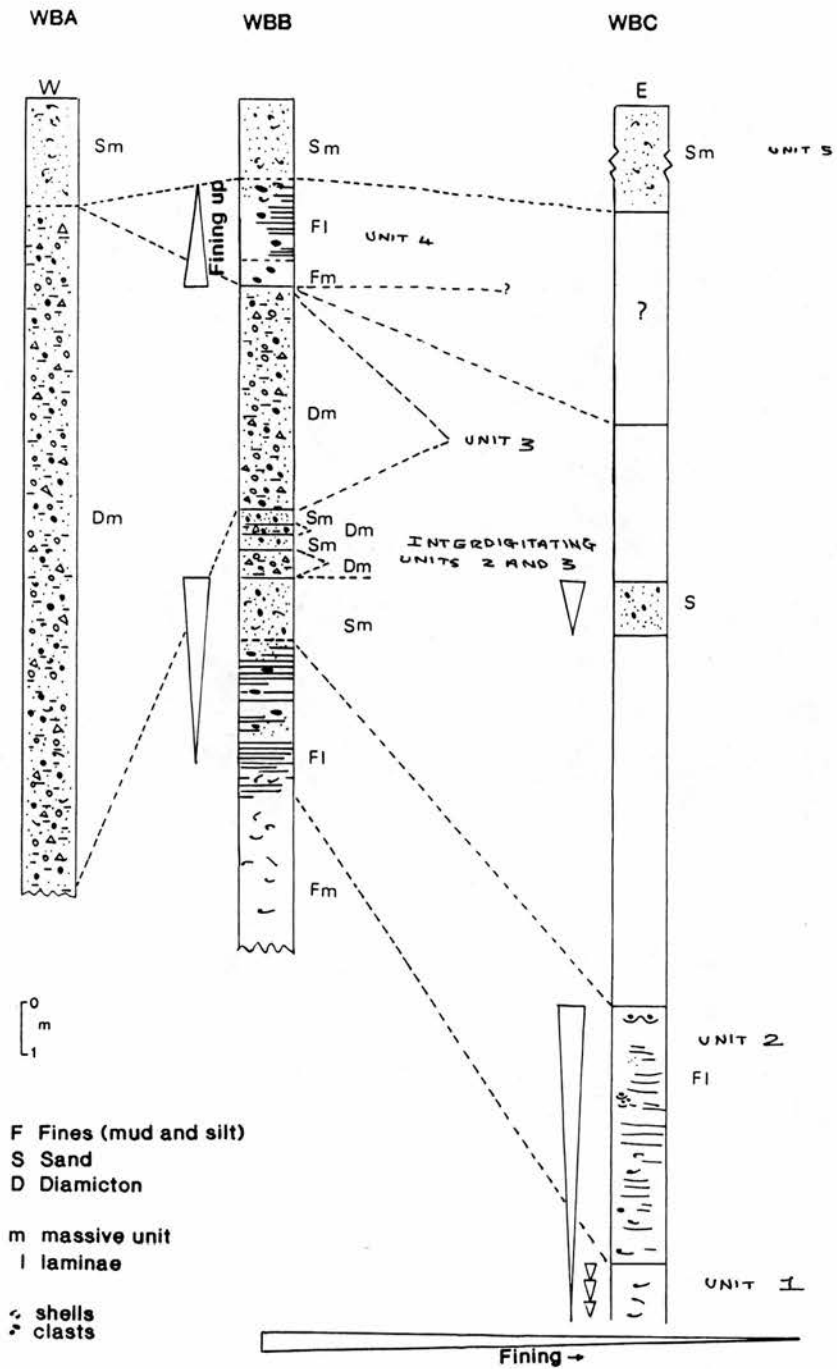 WBA WBB WBC
W E
Sm Sm Sm UNIT 5
Fining up
Fl UNIT 4
Fm ?
?
Dm
UNIT 3
Dm
Sm
Dm
Sm
Dm
INTERDIGITATING
UNITS 2 AND 3
S
Sm
Fl
Fm
0
m
1
UNIT 2
Fl
F Fines (mud and silt)
S Sand
D Diamicton
m massive unit
l laminae
UNIT 1
shells
clasts
Fining →